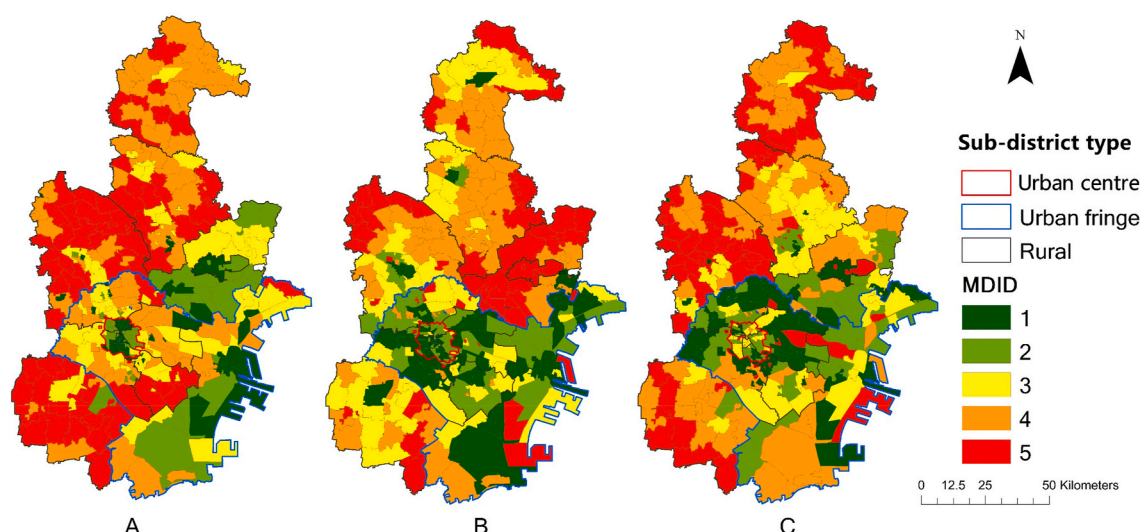 N
Sub-district type
Urban centre
Urban fringe
Rural
MDID
1
2
3
4
5
0 12.5 25 50 Kilometers
A B C